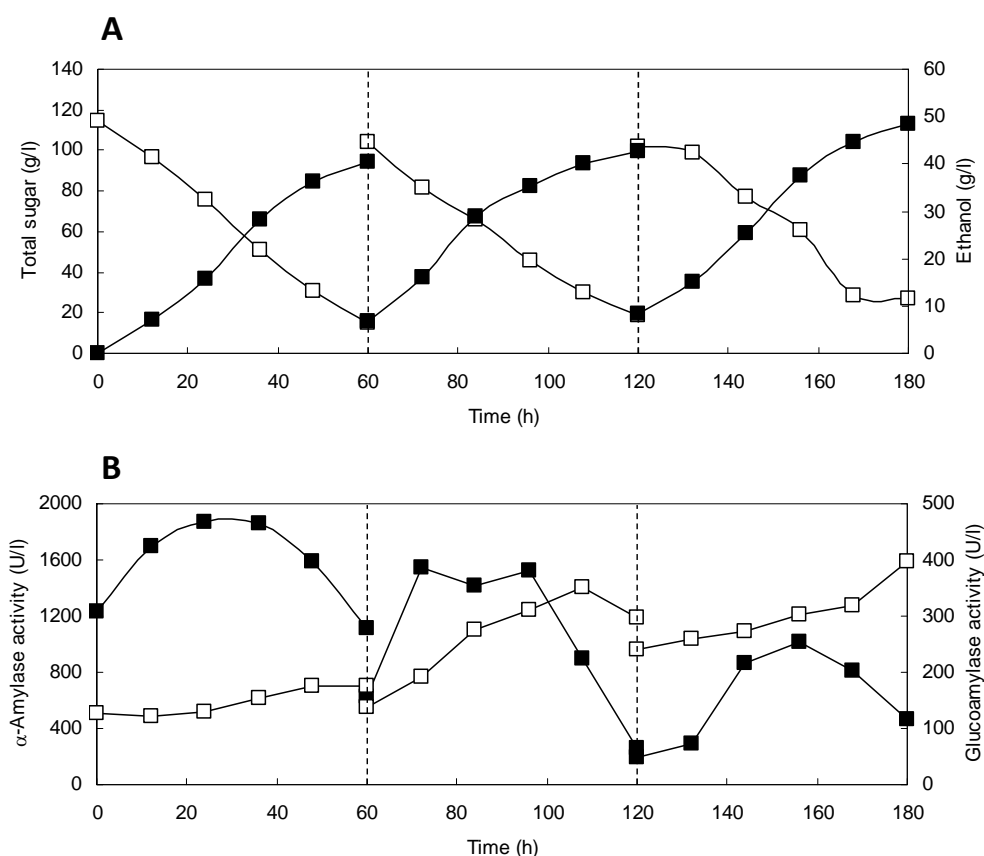 A
140
120
100
80
60
40
20
0
Total sugar (g/l)
60
50
40
30
20
10
0
Ethanol (g/l)
0 20 40 60 80 100 120 140 160 180
Time (h)
B
2000
1600
1200
800
400
0
α-Amylase activity (U/l)
500
400
300
200
100
0
Glucoamylase activity (U/l)
0 20 40 60 80 100 120 140 160 180
Time (h)